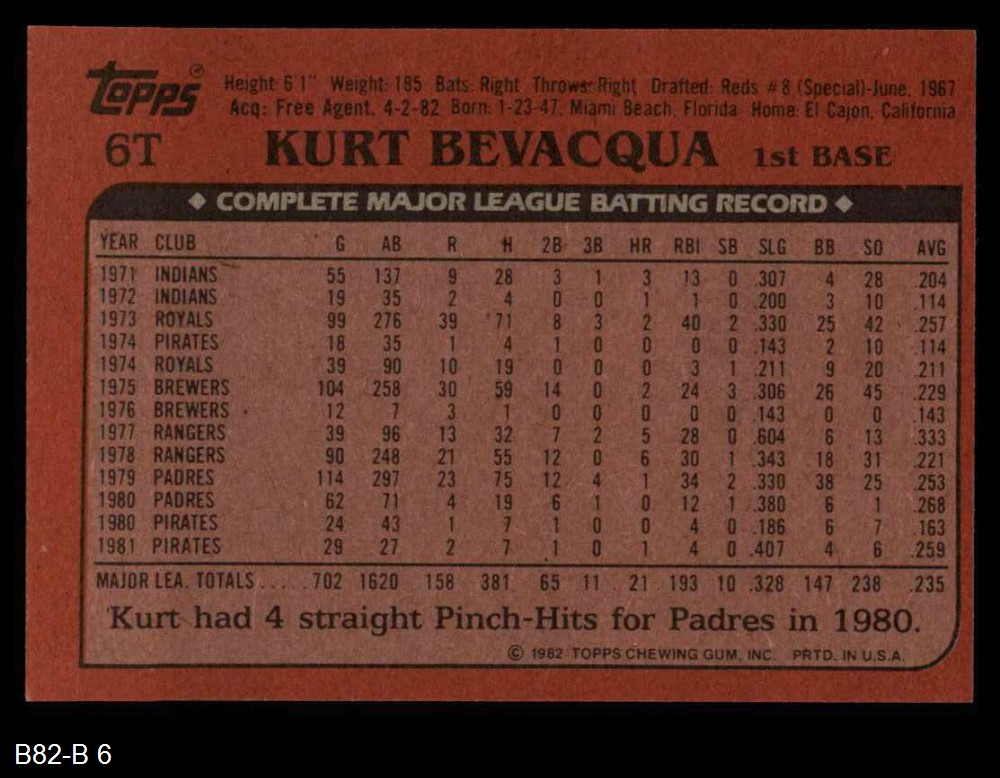 Topps® Height: 6'1" Weight: 185 Bats: Right Throws: Right Drafted: Reds #8 (Special)-June, 1967
Acq: Free Agent, 4-2-82 Born: 1-23-47, Miami Beach, Florida Home: El Cajon, California
6T KURT BEVACQUA 1st BASE
◆ COMPLETE MAJOR LEAGUE BATTING RECORD ◆
YEAR CLUB G AB R H 2B 3B HR RBI SB SLG BB SO AVG
1971 INDIANS 55 137 9 28 3 1 3 13 0 .307 4 28 .204
1972 INDIANS 19 35 2 4 0 0 1 1 0 .200 3 10 .114
1973 ROYALS 99 276 39 71 8 3 2 40 2 .330 25 42 .257
1974 PIRATES 18 35 1 4 1 0 0 0 0 .143 2 10 .114
1974 ROYALS 39 90 10 19 0 0 0 3 1 .211 9 20 .211
1975 BREWERS 104 258 30 59 14 0 2 24 3 .306 26 45 .229
1976 BREWERS 12 7 3 1 0 0 0 0 0 .143 0 0 .143
1977 RANGERS 39 96 13 32 7 2 5 28 0 .604 6 13 .333
1978 RANGERS 90 248 21 55 12 0 6 30 1 .343 18 31 .221
1979 PADRES 114 297 23 75 12 4 1 34 2 .330 38 25 .253
1980 PADRES 62 71 4 19 6 1 0 12 1 .380 6 1 .268
1980 PIRATES 24 43 1 7 1 0 0 4 0 .186 6 7 .163
1981 PIRATES 29 27 2 7 1 0 1 4 0 .407 4 6 .259
MAJOR LEA. TOTALS..... 702 1620 158 381 65 11 21 193 10 .328 147 238 .235
Kurt had 4 straight Pinch-Hits for Padres in 1980.
© 1982 TOPPS CHEWING GUM, INC. PRTD. IN U.S.A.
B82-B 6